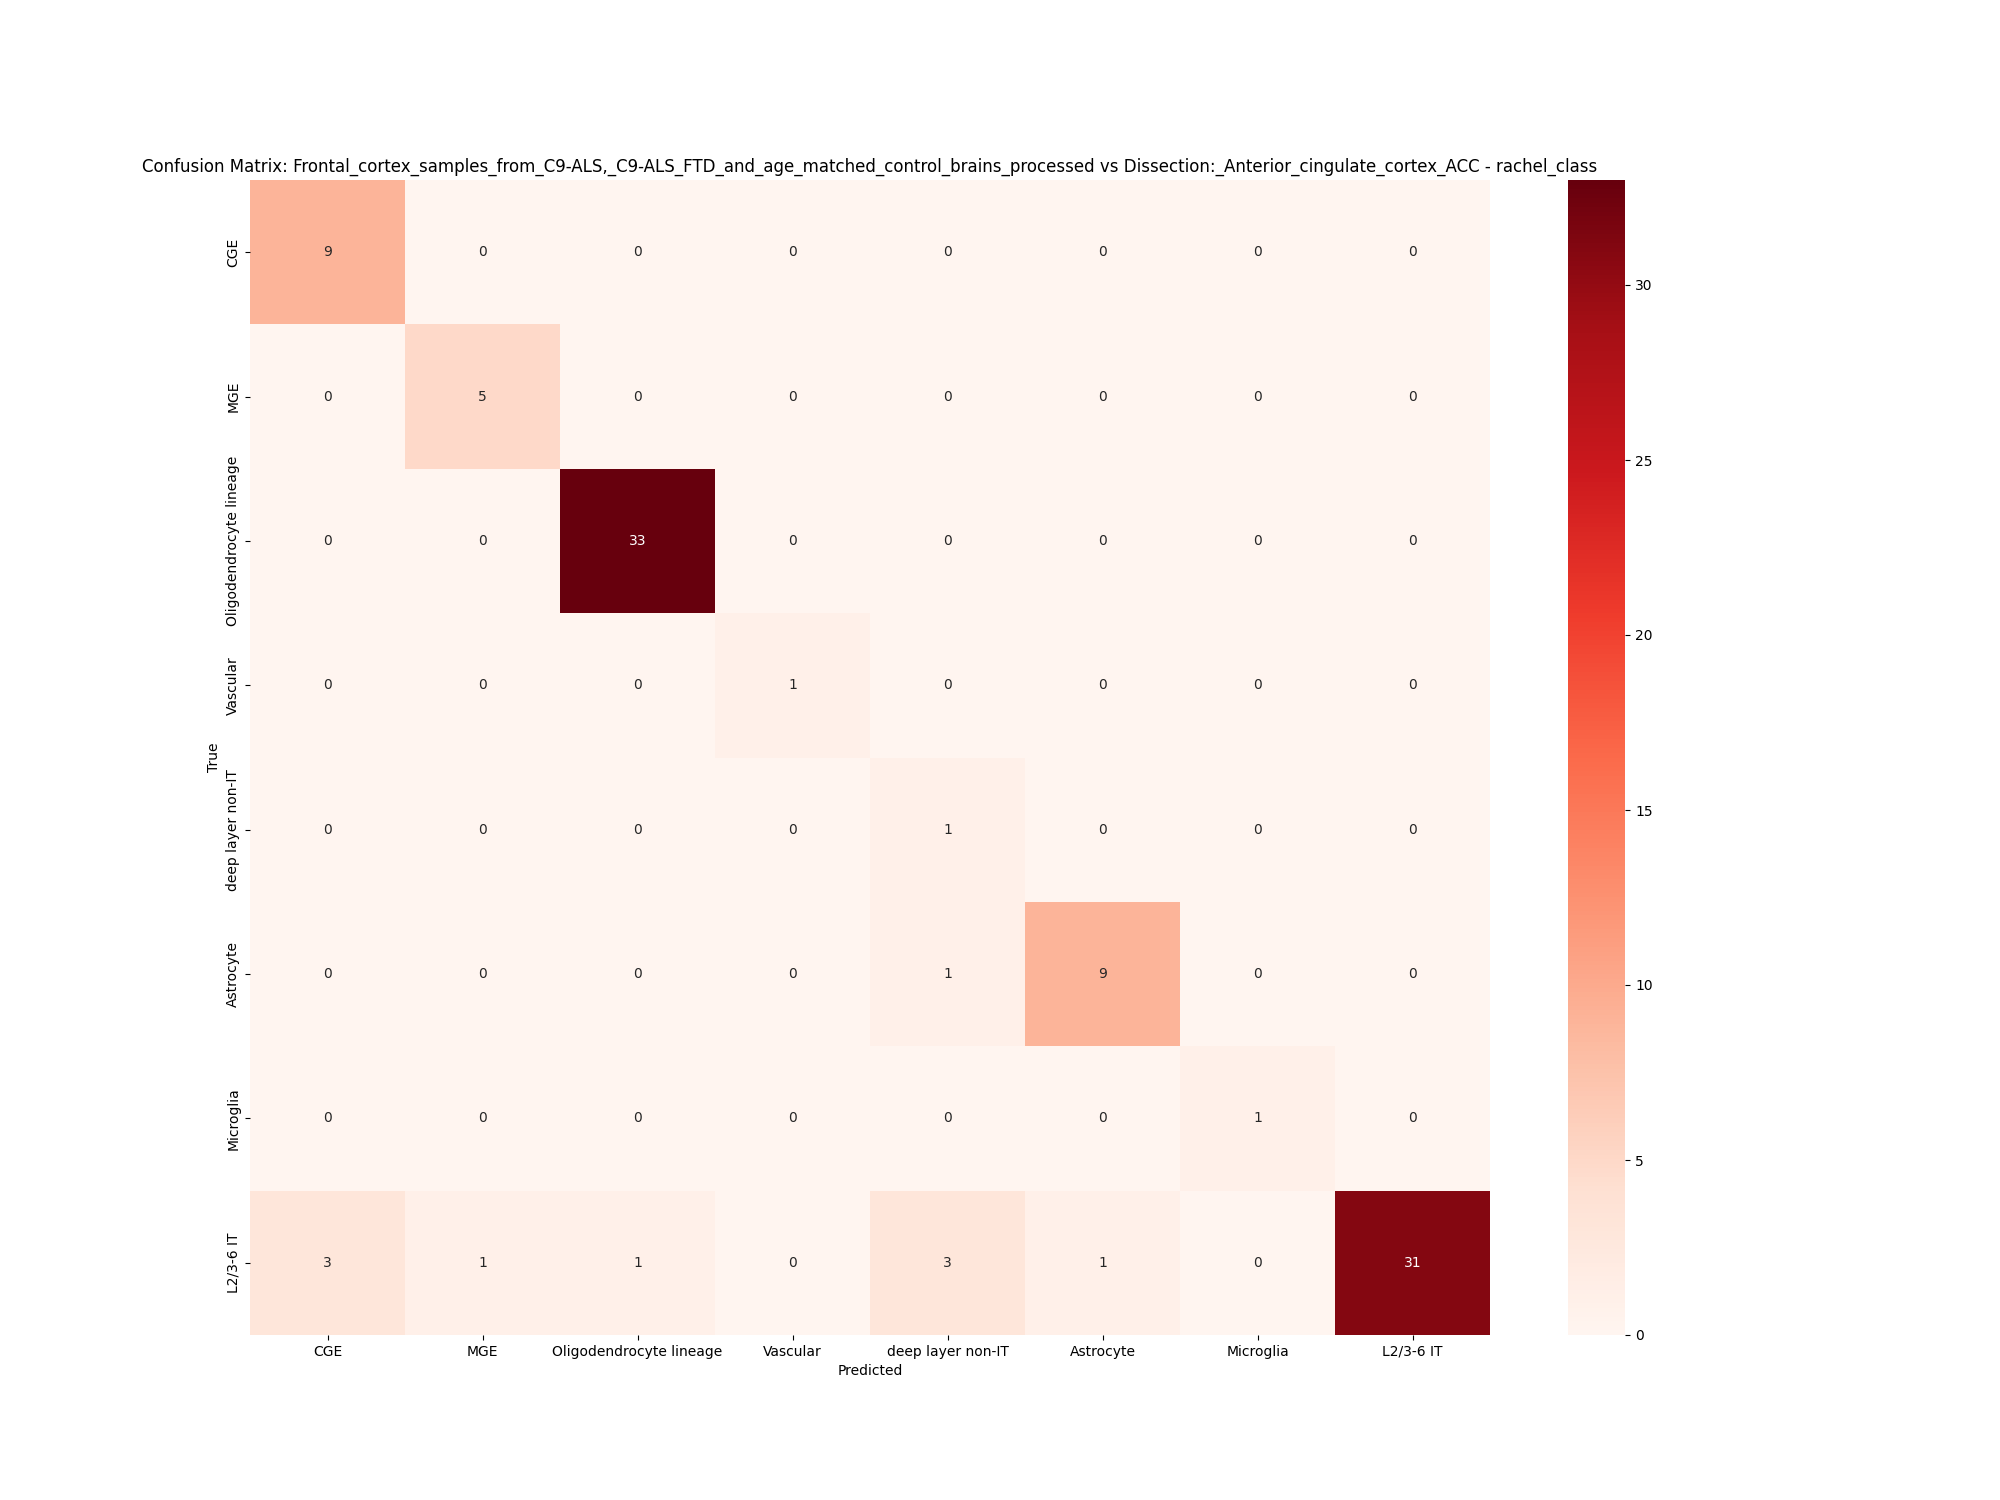 Confusion Matrix: Frontal_cortex_samples_from_C9-ALS,_C9-ALS_FTD_and_age_matched_control_brains_processed vs Dissection:_Anterior_cingulate_cortex_ACC - rachel_class
True
CGE 9 0 0 0 0 0 0 0
MGE 0 5 0 0 0 0 0 0
Oligodendrocyte lineage 0 0 33 0 0 0 0 0
Vascular 0 0 0 1 0 0 0 0
deep layer non-IT 0 0 0 0 1 0 0 0
Astrocyte 0 0 0 0 1 9 0 0
Microglia 0 0 0 0 0 0 1 0
L2/3-6 IT 3 1 1 0 3 1 0 31
CGE MGE Oligodendrocyte lineage Vascular deep layer non-IT Astrocyte Microglia L2/3-6 IT
Predicted
30
25
20
15
10
5
0